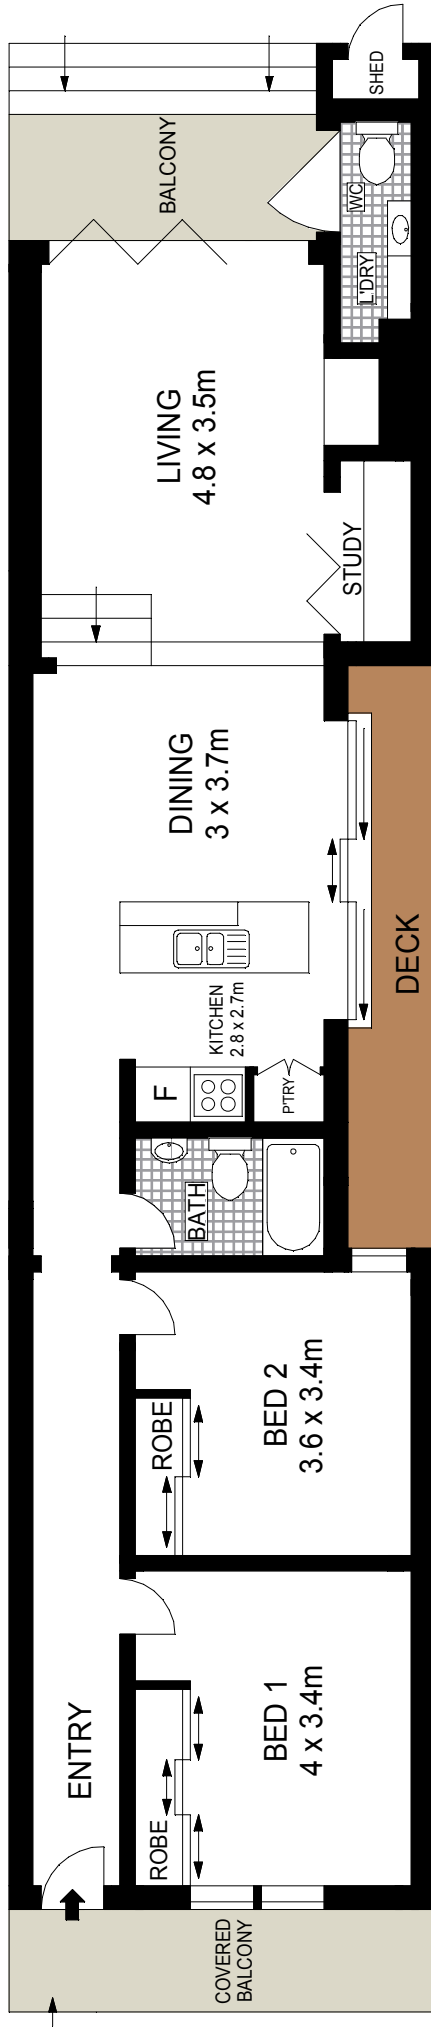 SHED
BALCONY
WC
L'DRY
LIVING
4.8 x 3.5m
STUDY
DINING
3 x 3.7m
DECK
KITCHEN
2.8 x 2.7m
F
P'TRY
BATH
ROBE
BED 2
3.6 x 3.4m
ENTRY
BED 1
4 x 3.4m
ROBE
COVERED
BALCONY